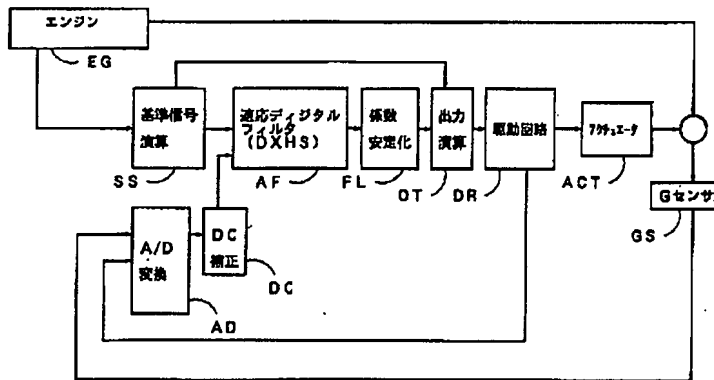 エンジン
EG
基準信号
演算
SS
適応ディジタル
フィルタ
(DXHS)
AF
係数
安定化
FL
出力
演算
OT
駆動回路
DR
アクチュエータ
ACT
Gセンサ
GS
A/D
変換
AD
DC
補正
DC